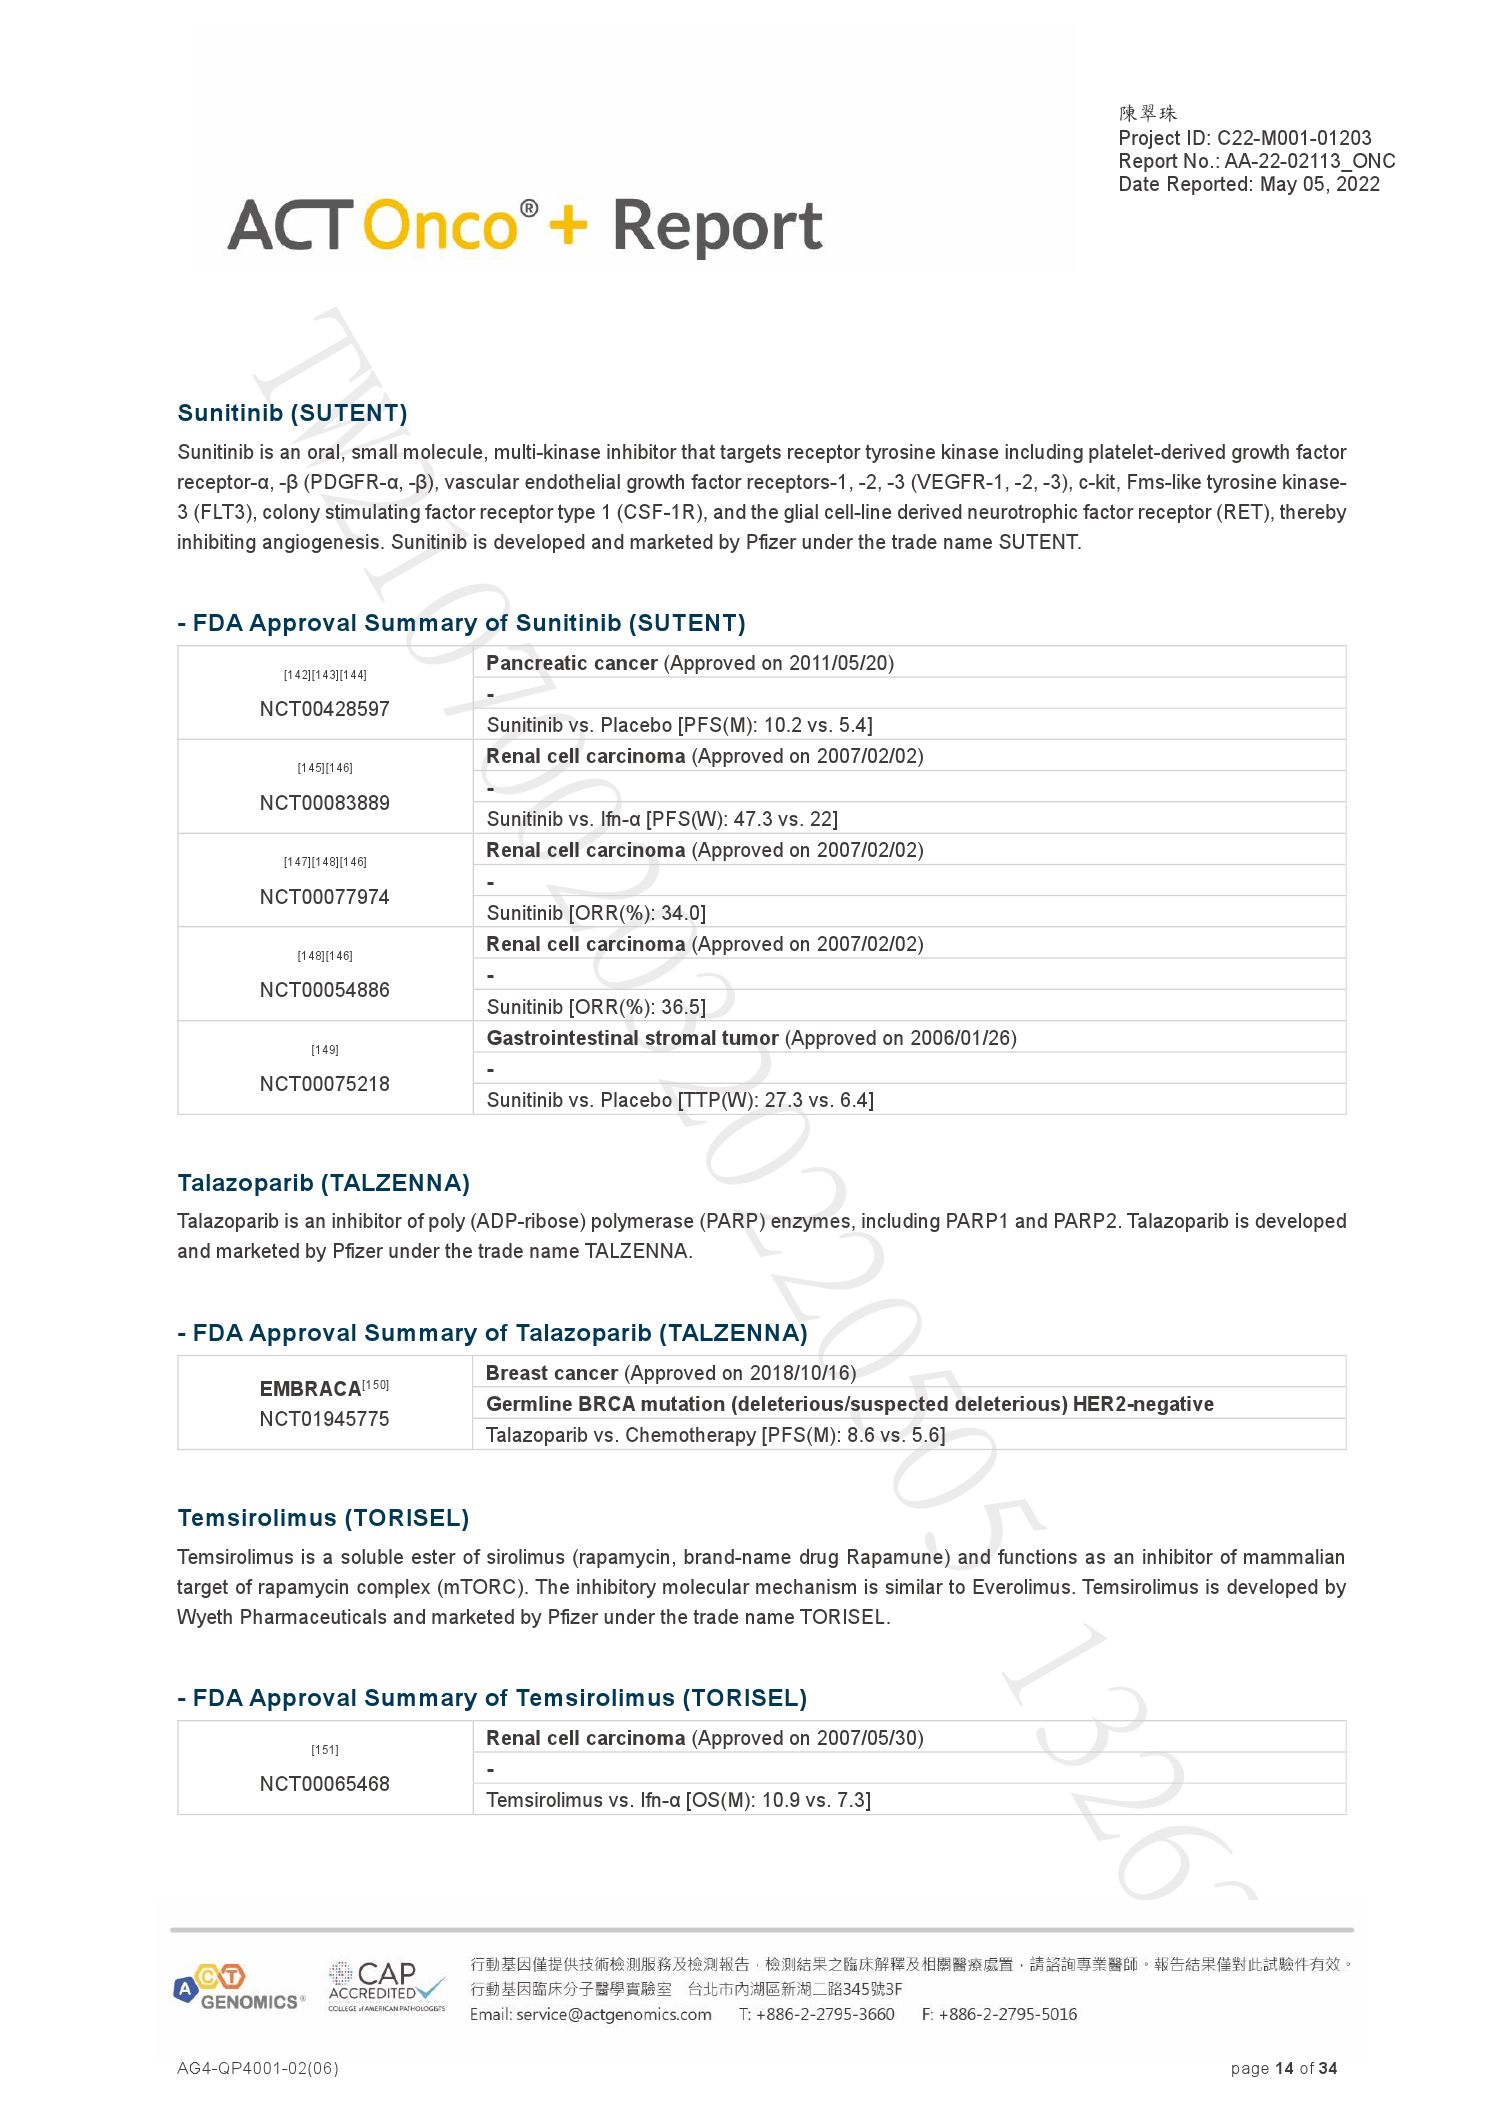 陳翠珠
Project ID: C22-M001-01203
Report No.: AA-22-02113_ONC
Date Reported: May 05, 2022
ACTOnco®+ Report
Sunitinib (SUTENT)
Sunitinib is an oral, small molecule, multi-kinase inhibitor that targets receptor tyrosine kinase including platelet-derived growth factor
receptor-α, -β (PDGFR-α, -β), vascular endothelial growth factor receptors-1, -2, -3 (VEGFR-1, -2, -3), c-kit, Fms-like tyrosine kinase-
3 (FLT3), colony stimulating factor receptor type 1 (CSF-1R), and the glial cell-line derived neurotrophic factor receptor (RET), thereby
inhibiting angiogenesis. Sunitinib is developed and marketed by Pfizer under the trade name SUTENT.
- FDA Approval Summary of Sunitinib (SUTENT)
[142][143][144]
NCT00428597
Pancreatic cancer (Approved on 2011/05/20)
-
Sunitinib vs. Placebo [PFS(M): 10.2 vs. 5.4]
[145][146]
NCT00083889
Renal cell carcinoma (Approved on 2007/02/02)
-
Sunitinib vs. Ifn-α [PFS(W): 47.3 vs. 22]
[147][148][146]
NCT00077974
Renal cell carcinoma (Approved on 2007/02/02)
-
Sunitinib [ORR(%): 34.0]
[148][146]
NCT00054886
Renal cell carcinoma (Approved on 2007/02/02)
-
Sunitinib [ORR(%): 36.5]
[149]
NCT00075218
Gastrointestinal stromal tumor (Approved on 2006/01/26)
-
Sunitinib vs. Placebo [TTP(W): 27.3 vs. 6.4]
Talazoparib (TALZENNA)
Talazoparib is an inhibitor of poly (ADP-ribose) polymerase (PARP) enzymes, including PARP1 and PARP2. Talazoparib is developed
and marketed by Pfizer under the trade name TALZENNA.
- FDA Approval Summary of Talazoparib (TALZENNA)
EMBRACA[150]
NCT01945775
Breast cancer (Approved on 2018/10/16)
Germline BRCA mutation (deleterious/suspected deleterious) HER2-negative
Talazoparib vs. Chemotherapy [PFS(M): 8.6 vs. 5.6]
Temsirolimus (TORISEL)
Temsirolimus is a soluble ester of sirolimus (rapamycin, brand-name drug Rapamune) and functions as an inhibitor of mammalian
target of rapamycin complex (mTORC). The inhibitory molecular mechanism is similar to Everolimus. Temsirolimus is developed by
Wyeth Pharmaceuticals and marketed by Pfizer under the trade name TORISEL.
- FDA Approval Summary of Temsirolimus (TORISEL)
[151]
NCT00065468
Renal cell carcinoma (Approved on 2007/05/30)
-
Temsirolimus vs. Ifn-α [OS(M): 10.9 vs. 7.3]
ACT GENOMICS®
CAP
ACCREDITED
COLLEGE of AMERICAN PATHOLOGISTS
行動基因僅提供技術檢測服務及檢測報告，檢測結果之臨床解釋及相關醫療處置，請諮詢專業醫師。報告結果僅對此試驗件有效。
行動基因臨床分子醫學實驗室 台北市內湖區新湖二路345號3F
Email: service@actgenomics.com T: +886-2-2795-3660 F: +886-2-2795-5016
AG4-QP4001-02(06)
page 14 of 34